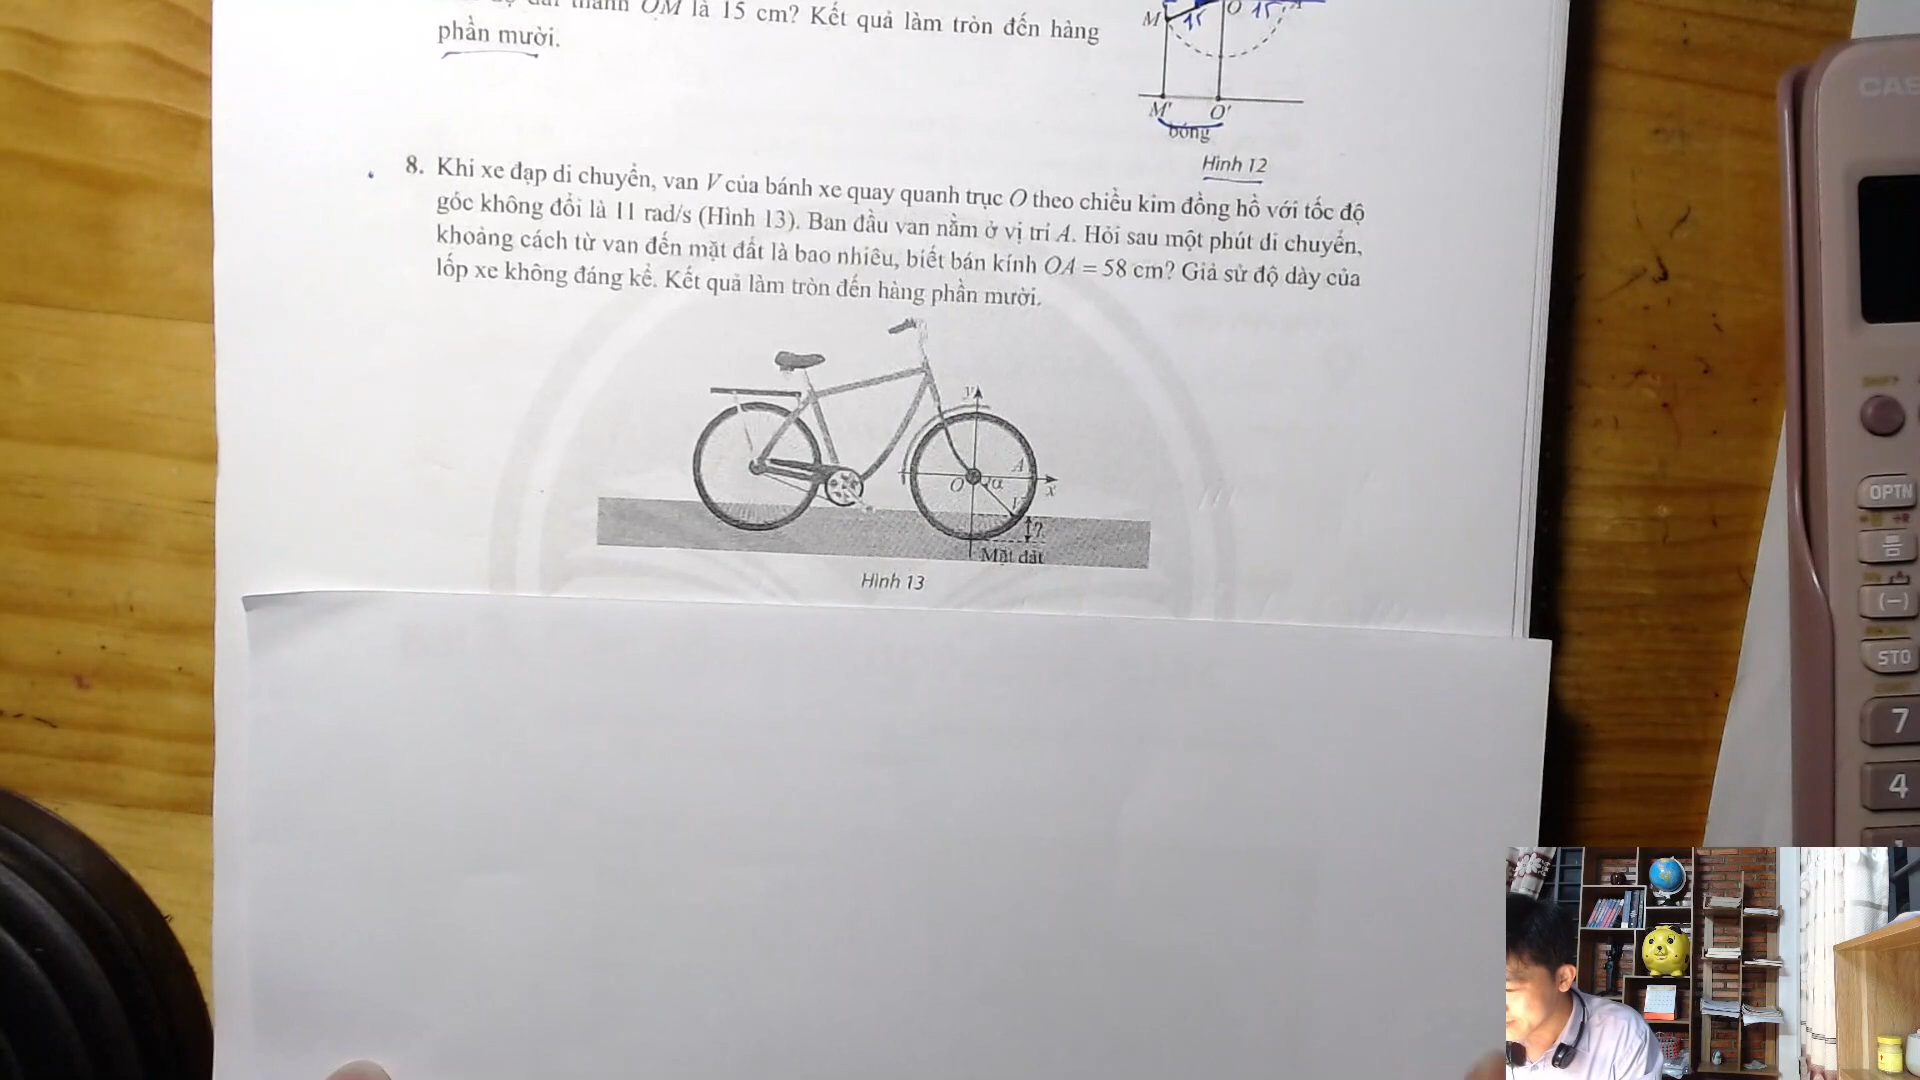 OM là 15 cm? Kết quả làm tròn đến hàng
phần mười.
M
15
O
15
M'
O'
bóng
Hình 12
8. Khi xe đạp di chuyển, van V của bánh xe quay quanh trục O theo chiều kim đồng hồ với tốc độ
góc không đổi là 11 rad/s (Hình 13). Ban đầu van nằm ở vị trí A. Hỏi sau một phút di chuyển,
khoảng cách từ van đến mặt đất là bao nhiêu, biết bán kính OA = 58 cm? Giả sử độ dày của
lốp xe không đáng kể. Kết quả làm tròn đến hàng phần mười.
y
A
O
α
x
V
?
Mặt đất
Hình 13
CAS
SHIFT
OPTN
(−)
STO
7
4